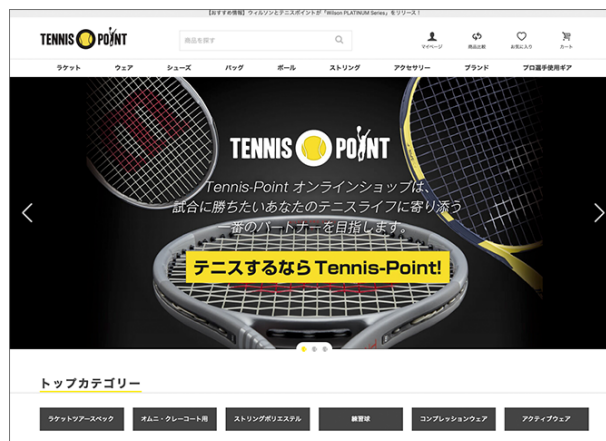 【おすすめ情報】ウィルソンとテニスポイントが「Wilson PLATINUM Series」をリリース！
TENNIS POINT
商品を探す
マイページ
商品比較
お気に入り
カート
ラケット ウェア シューズ バッグ ボール ストリング アクセサリー ブランド プロ選手使用ギア
TENNIS POINT
Tennis-Point オンラインショップは、
試合に勝ちたいあなたのテニスライフに寄り添う
一番のパートナーを目指します。
テニスするなら Tennis-Point!
トップカテゴリー
ラケットツアースペック オムニ・クレーコート用 ストリングポリエステル 練習球 コンプレッションウェア アクティブウェア